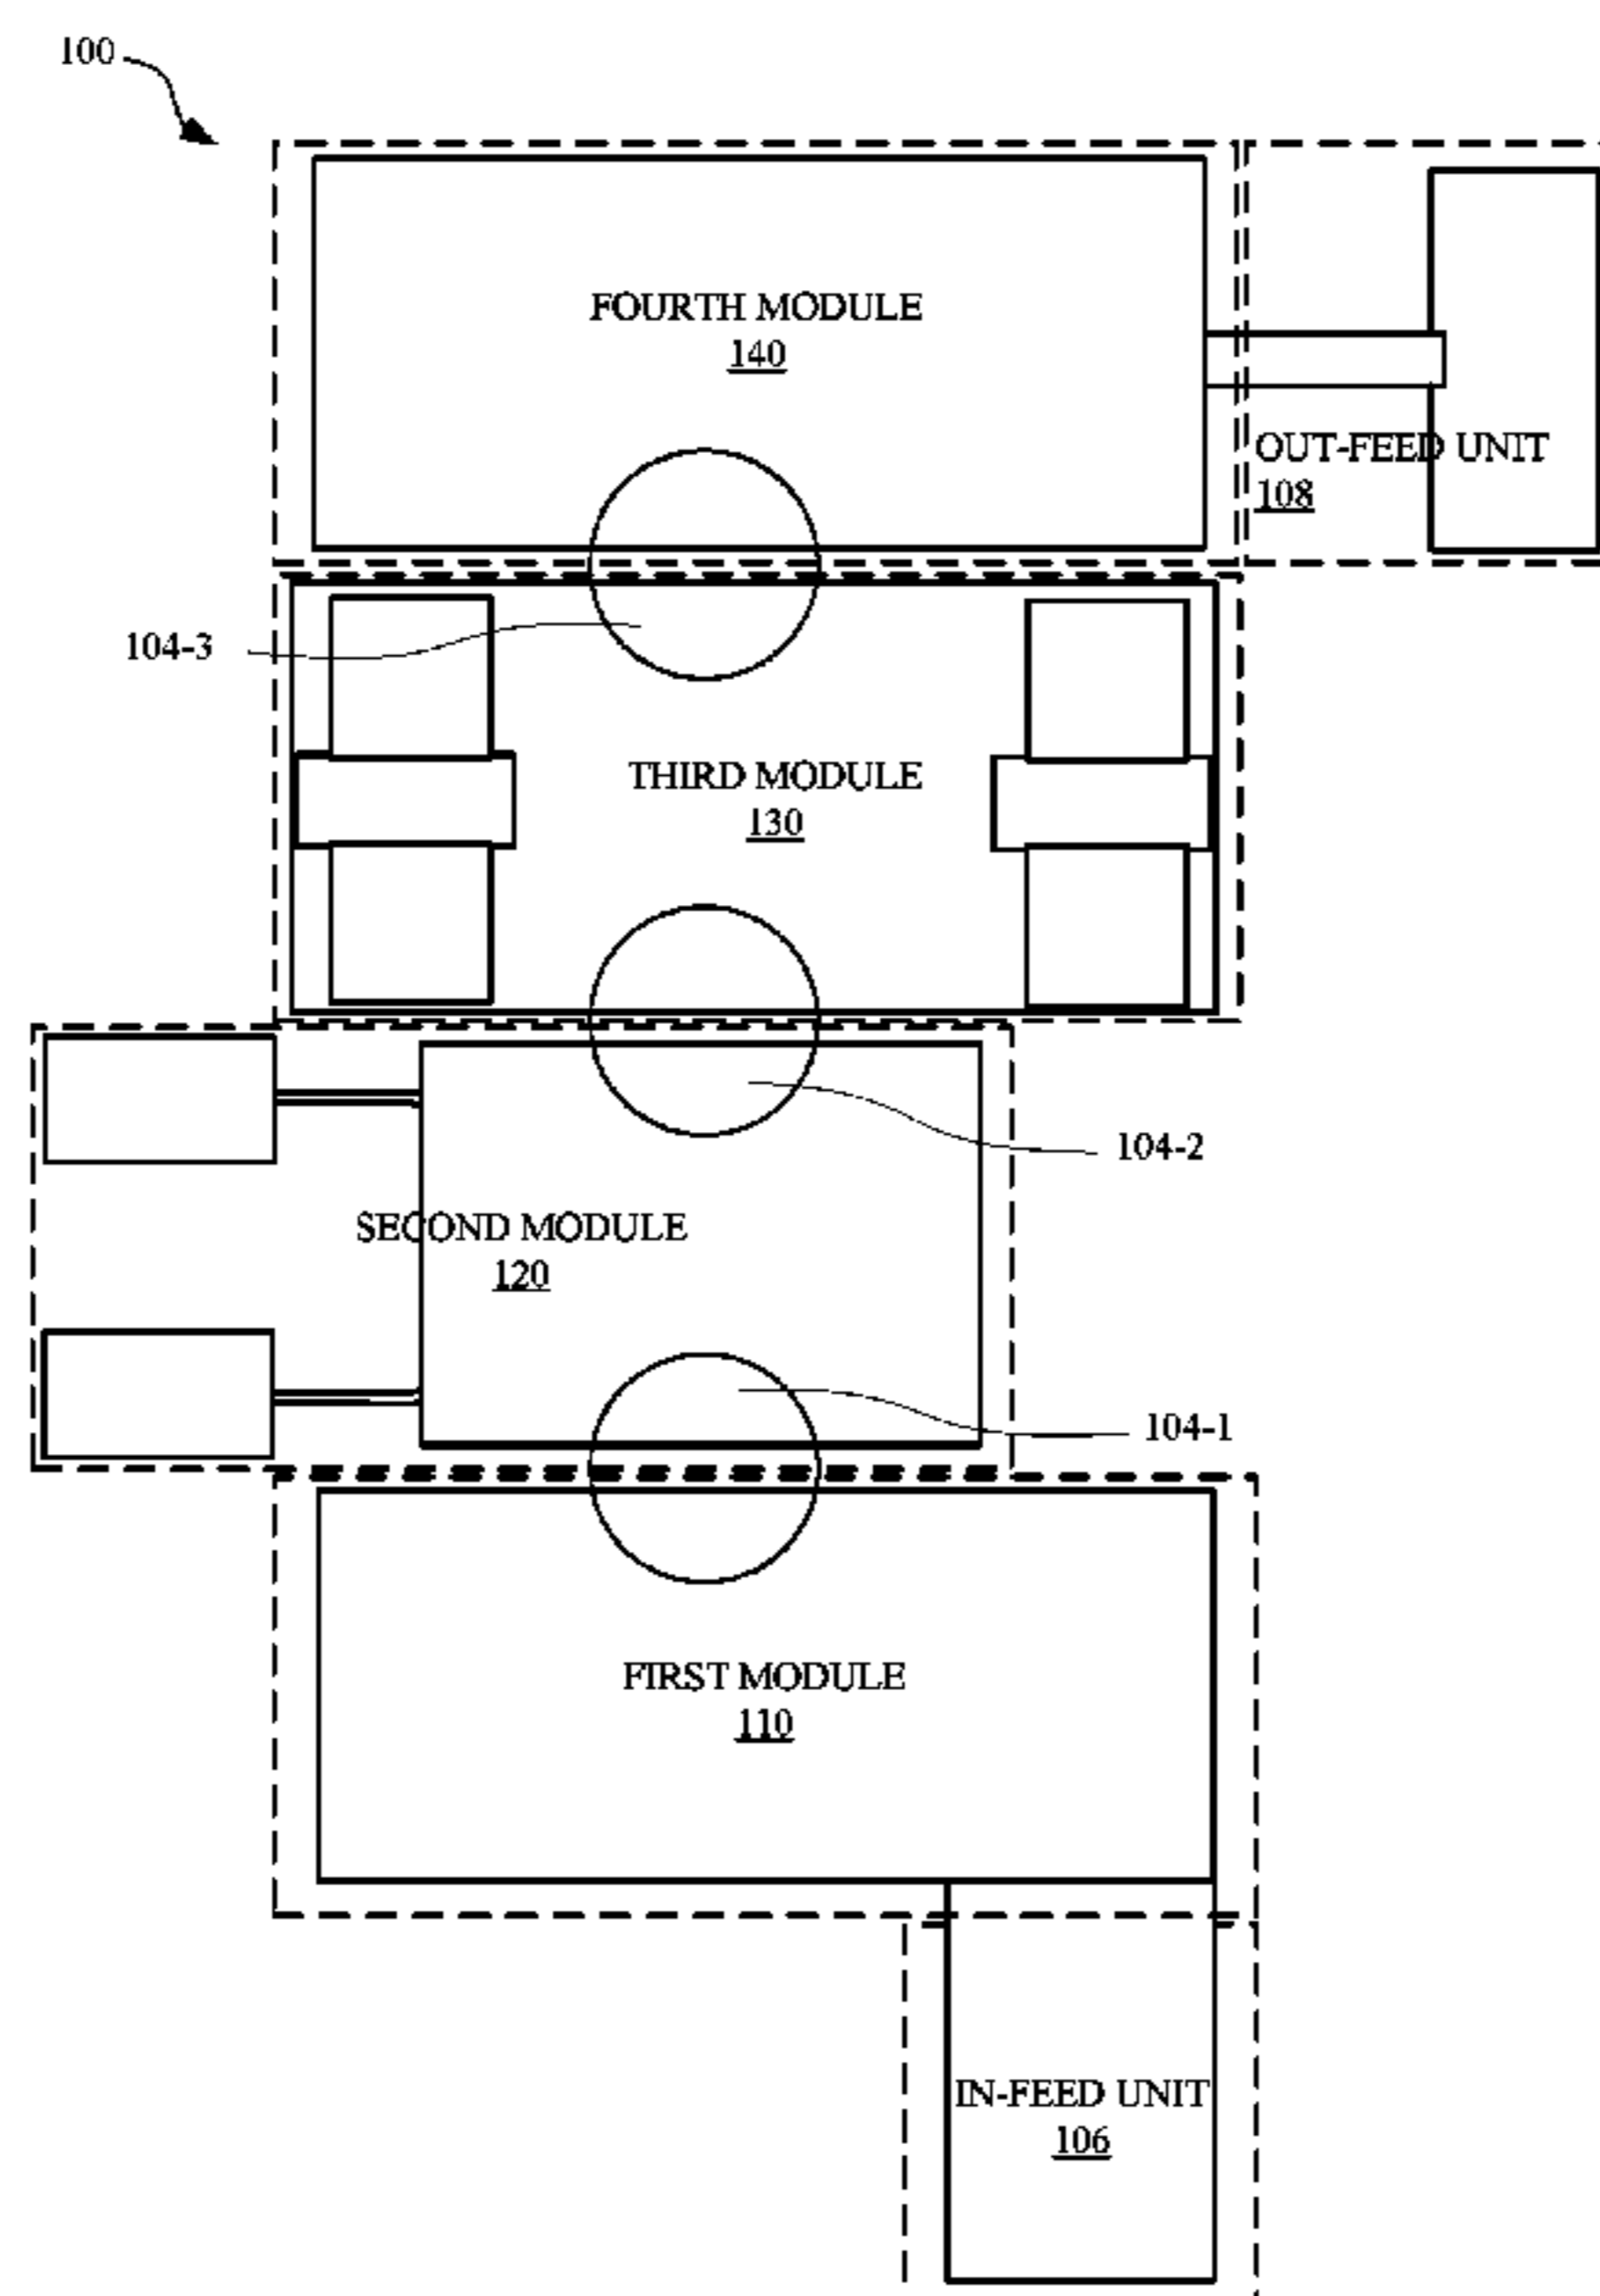 100
FOURTH MODULE
140
OUT-FEED UNIT
108
104-3
THIRD MODULE
130
104-2
SECOND MODULE
120
104-1
FIRST MODULE
110
IN-FEED UNIT
106